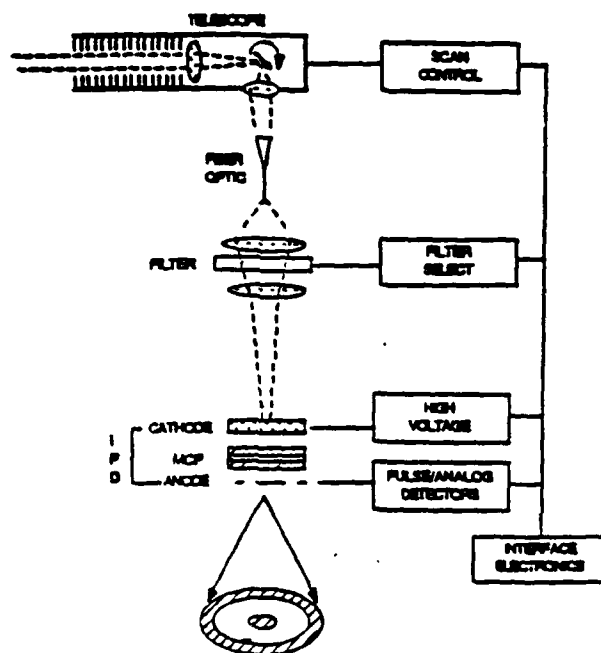 TELESCOPE
SCAN
CONTROL
FIBER
OPTIC
FILTER
FILTER
SELECT
CATHODE
HIGH
VOLTAGE
I
P
D
MCP
ANODE
PULSE/ANALOG
DETECTORS
INTERFACE
ELECTRONICS